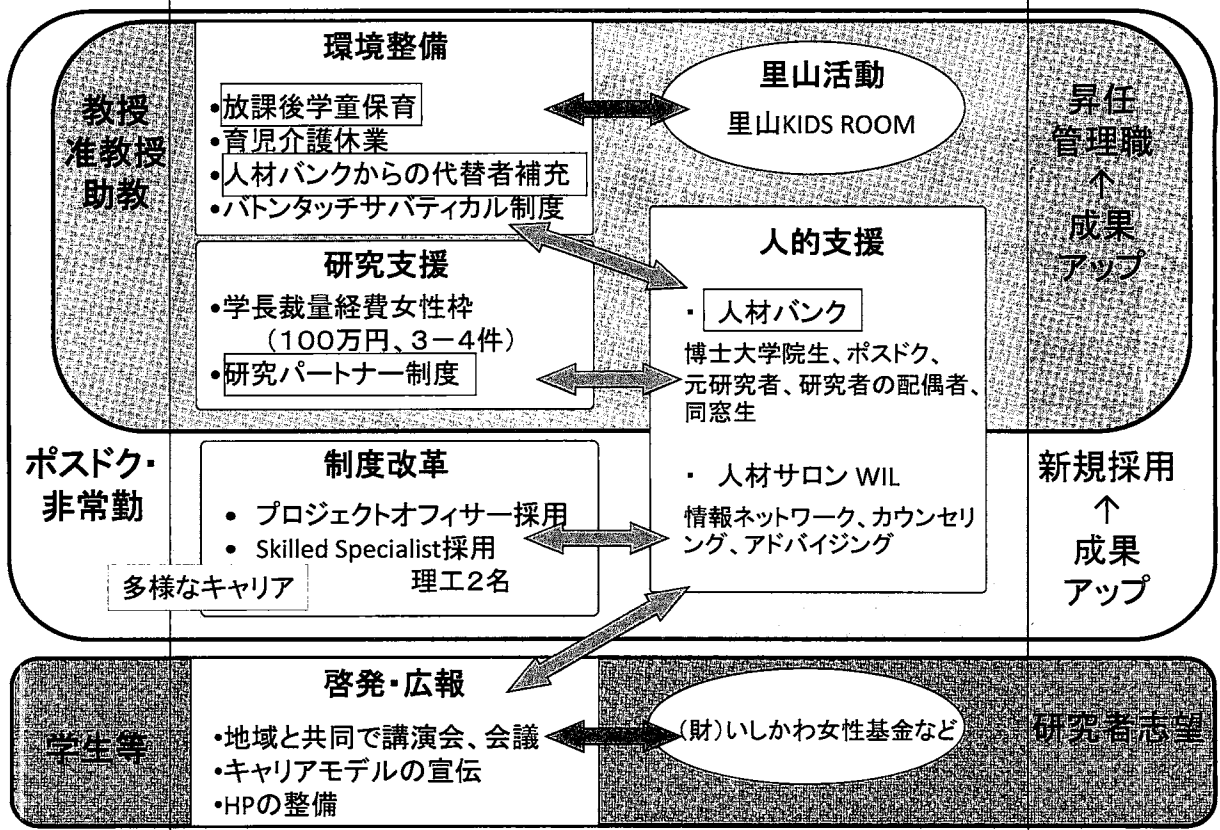 教授
准教授
助教
環境整備
•放課後学童保育
•育児介護休業
•人材バンクからの代替者補充
•バトンタッチサバティカル制度
里山活動
里山KIDS ROOM
昇任
管理職
↑
成果
アップ
研究支援
•学長裁量経費女性枠
(100万円、3-4件)
•研究パートナー制度
人的支援
・ 人材バンク
博士大学院生、ポスドク、
元研究者、研究者の配偶者、
同窓生
・ 人材サロン WIL
情報ネットワーク、カウンセリ
ング、アドバイジング
ポスドク・
非常勤
制度改革
• プロジェクトオフィサー採用
• Skilled Specialist採用
理工2名
多様なキャリア
新規採用
↑
成果
アップ
学生等
啓発・広報
•地域と共同で講演会、会議
•キャリアモデルの宣伝
•HPの整備
(財)いしかわ女性基金など
研究者志望